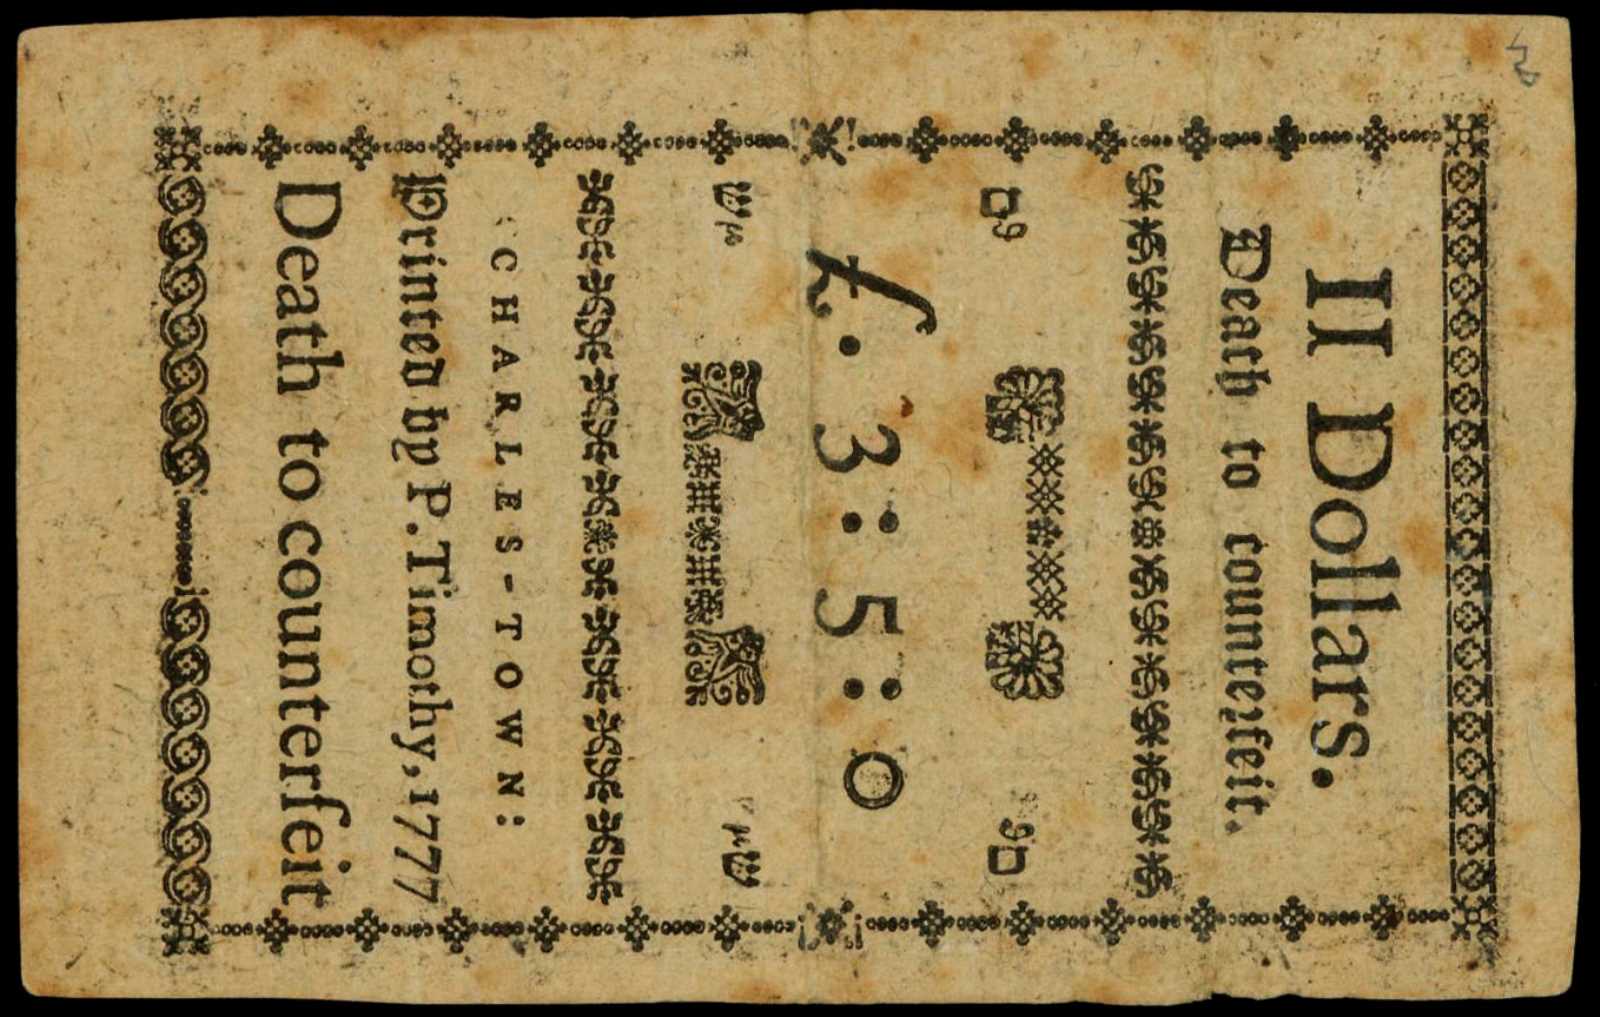 II Dollars.
Death to counterfeit.
£. 3 : 5 : 0
CHARLES-TOWN:
Printed by P. Timothy, 1777
Death to counterfeit